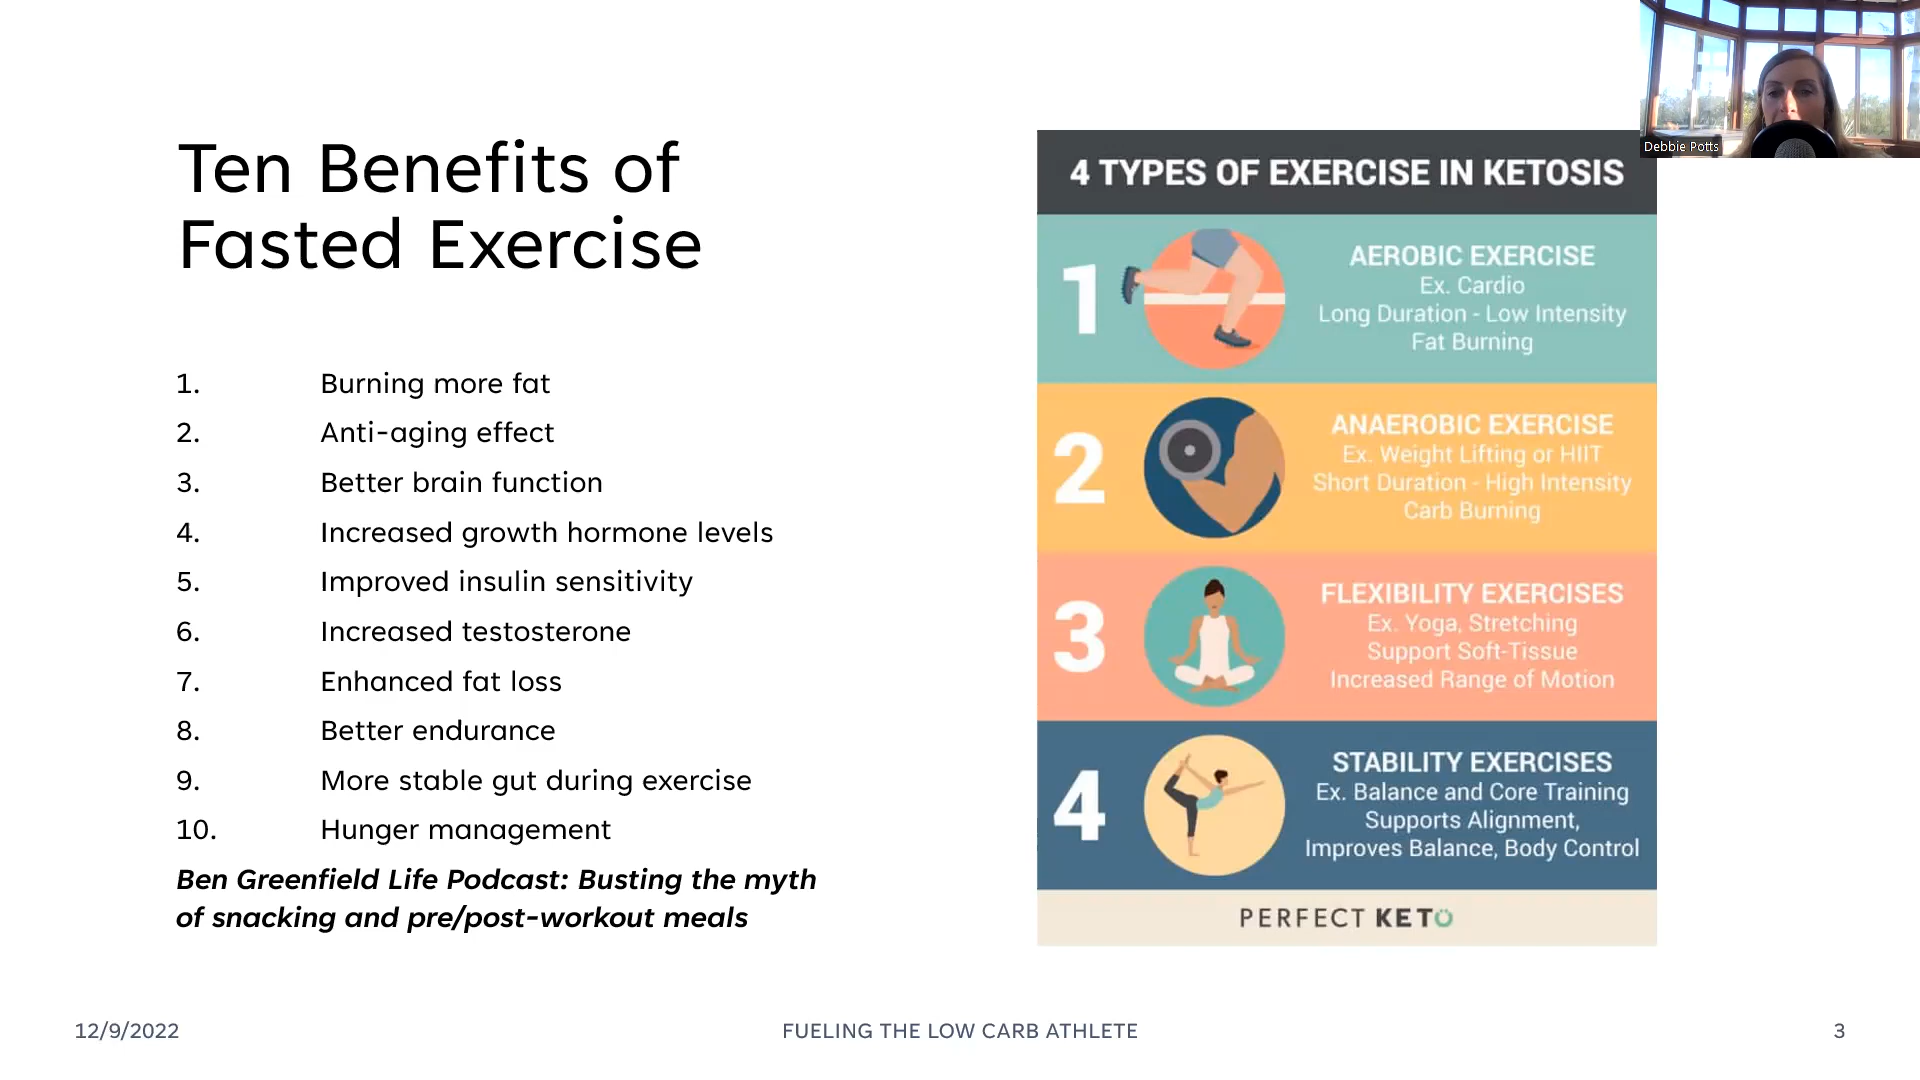 Ten Benefits of
Fasted Exercise
1. Burning more fat
2. Anti-aging effect
3. Better brain function
4. Increased growth hormone levels
5. Improved insulin sensitivity
6. Increased testosterone
7. Enhanced fat loss
8. Better endurance
9. More stable gut during exercise
10. Hunger management
Ben Greenfield Life Podcast: Busting the myth
of snacking and pre/post-workout meals
4 TYPES OF EXERCISE IN KETOSIS
1
AEROBIC EXERCISE
Ex. Cardio
Long Duration - Low Intensity
Fat Burning
2
ANAEROBIC EXERCISE
Ex. Weight Lifting or HIIT
Short Duration - High Intensity
Carb Burning
3
FLEXIBILITY EXERCISES
Ex. Yoga, Stretching
Support Soft-Tissue
Increased Range of Motion
4
STABILITY EXERCISES
Ex. Balance and Core Training
Supports Alignment,
Improves Balance, Body Control
PERFECT KETO
Debbie Potts
12/9/2022
FUELING THE LOW CARB ATHLETE
3